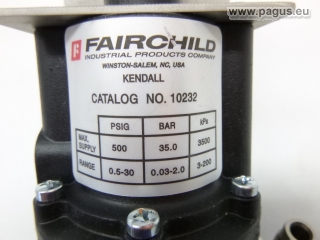 www.pagus.eu
FAIRCHILD
INDUSTRIAL PRODUCTS COMPANY
WINSTON-SALEM, NC, USA
KENDALL
CATALOG NO. 10232
PSIG BAR kPa
MAX. SUPPLY 500 35.0 3500
RANGE 0.5-30 0.03-2.0 3-200